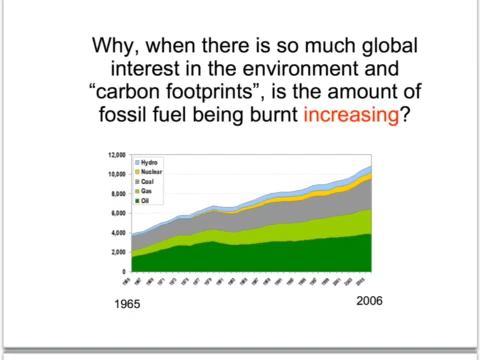 Why, when there is so much global
interest in the environment and
“carbon footprints”, is the amount of
fossil fuel being burnt increasing?
12,000
10,000
8,000
6,000
4,000
2,000
0
Hydro
Nuclear
Coal
Gas
Oil
1965
2006